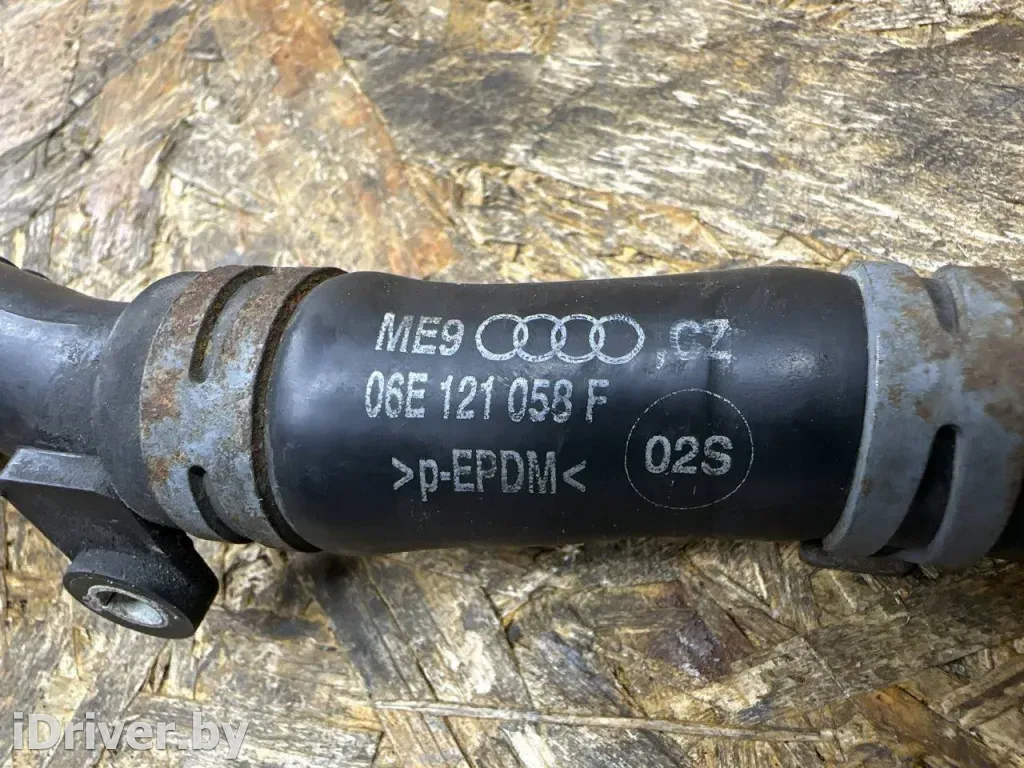 ME9 ,CZ
06E 121 058 F
>p-EPDM<
02S
iDriver.by